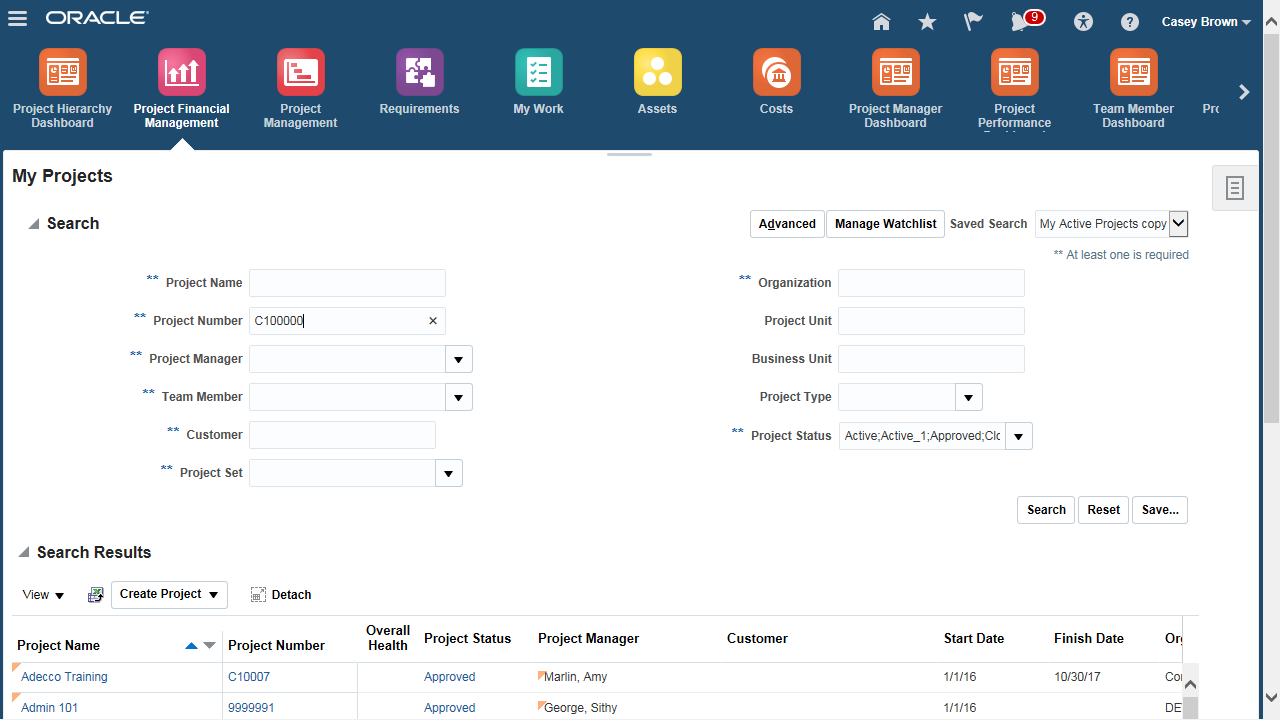 ORACLE
9
Casey Brown
Project Hierarchy Dashboard
Project Financial Management
Project Management
Requirements
My Work
Assets
Costs
Project Manager Dashboard
Project Performance
Team Member Dashboard
My Projects
Search
Advanced
Manage Watchlist
Saved Search
My Active Projects copy
** At least one is required
** Project Name
** Organization
** Project Number C100000
Project Unit
** Project Manager
Business Unit
** Team Member
Project Type
** Customer
** Project Status Active;Active_1;Approved;Clo
** Project Set
Search Reset Save...
Search Results
View
Create Project
Detach
Project Name Project Number Overall Health Project Status Project Manager Customer Start Date Finish Date Org
Adecco Training C10007 Approved Marlin, Amy 1/1/16 10/30/17
Admin 101 9999991 Approved George, Sithy 1/1/16 DE